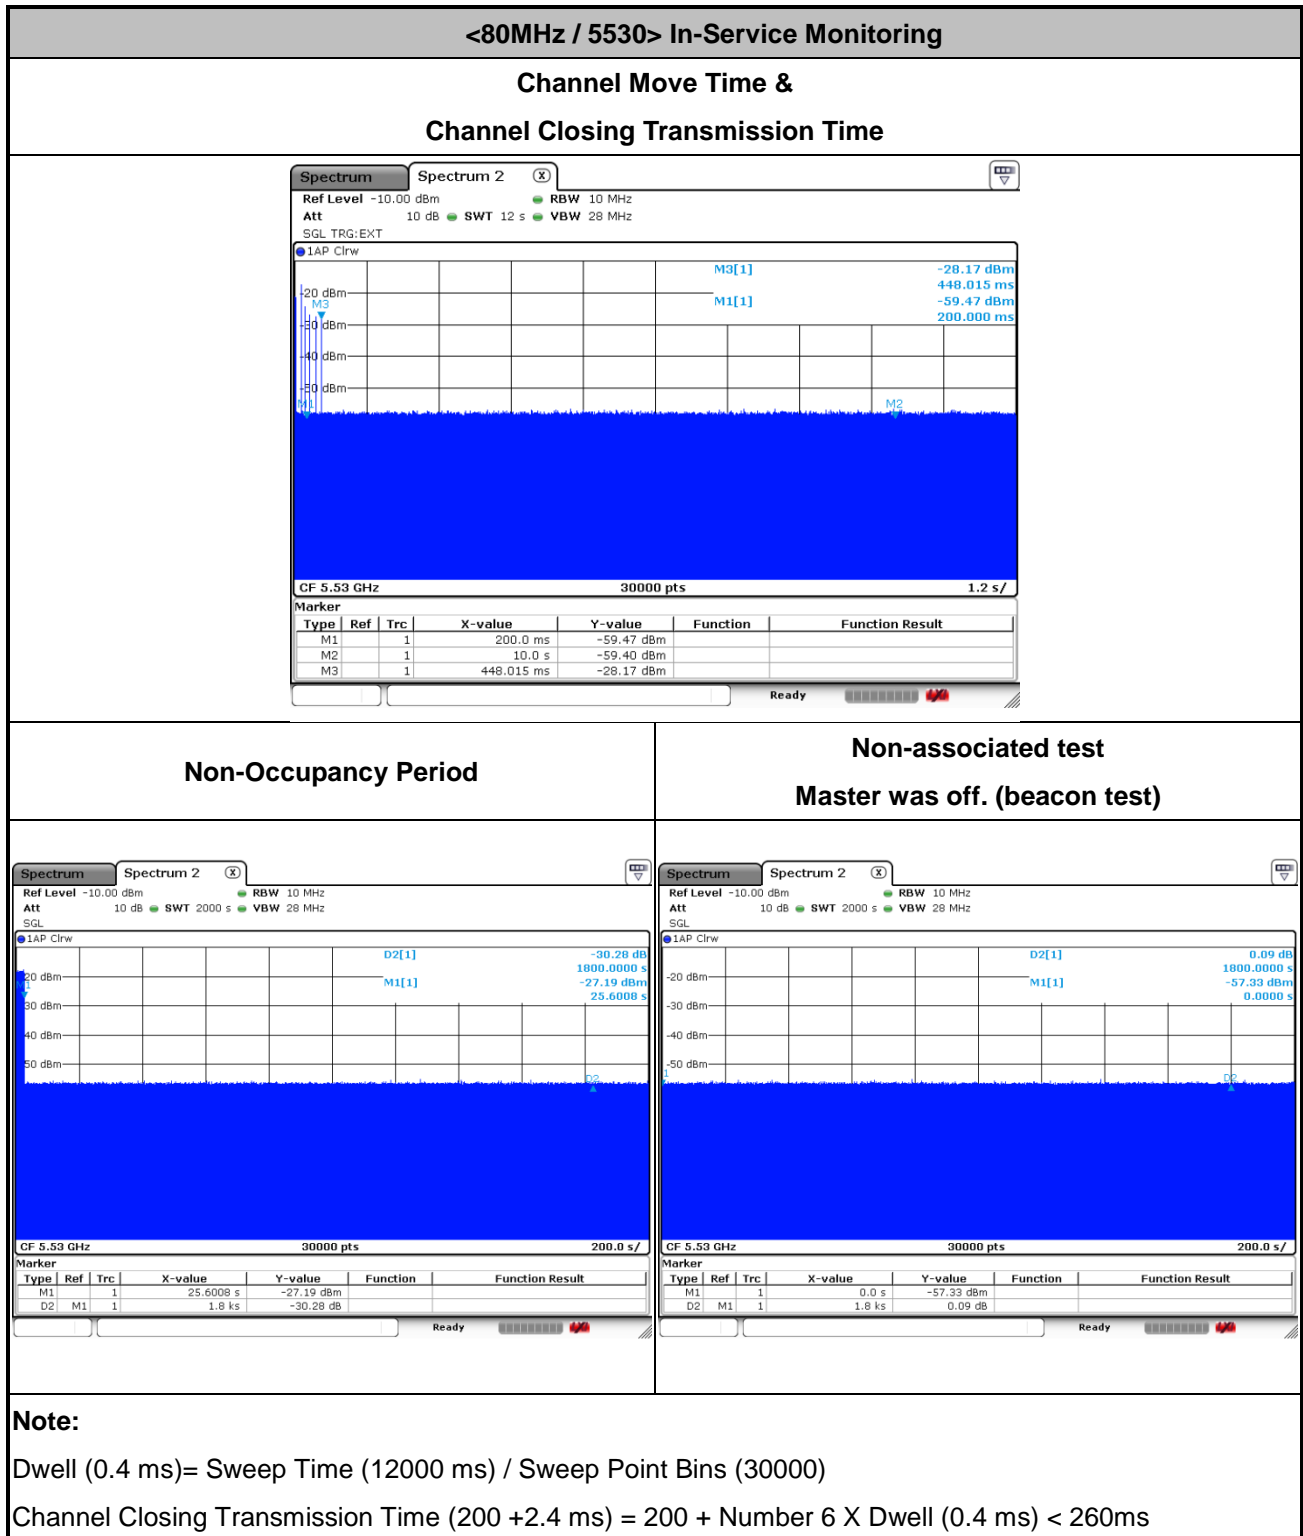 <80MHz / 5530> In-Service Monitoring
Channel Move Time &
Channel Closing Transmission Time
Spectrum Spectrum 2 X
Ref Level -10.00 dBm RBW 10 MHz
Att 10 dB SWT 12 s VBW 28 MHz
SGL TRG:EXT
1AP Clrw
M3[1] -28.17 dBm
448.015 ms
-20 dBm
M3
M1[1] -59.47 dBm
200.000 ms
-30 dBm
-40 dBm
-50 dBm
M1 M2
CF 5.53 GHz 30000 pts 1.2 s/
Marker
Type Ref Trc X-value Y-value Function Function Result
M1 1 200.0 ms -59.47 dBm
M2 1 10.0 s -59.40 dBm
M3 1 448.015 ms -28.17 dBm
Ready
Non-Occupancy Period
Non-associated test
Master was off. (beacon test)
Spectrum Spectrum 2 X
Ref Level -10.00 dBm RBW 10 MHz
Att 10 dB SWT 2000 s VBW 28 MHz
SGL
1AP Clrw
D2[1] -30.28 dB
1800.0000 s
-20 dBm
M1
M1[1] -27.19 dBm
25.6008 s
30 dBm
40 dBm
50 dBm
D2
CF 5.53 GHz 30000 pts 200.0 s/
Marker
Type Ref Trc X-value Y-value Function Function Result
M1 1 25.6008 s -27.19 dBm
D2 M1 1 1.8 ks -30.28 dB
Ready
Spectrum Spectrum 2 X
Ref Level -10.00 dBm RBW 10 MHz
Att 10 dB SWT 2000 s VBW 28 MHz
SGL
1AP Clrw
D2[1] 0.09 dB
1800.0000 s
-20 dBm
M1[1] -57.33 dBm
0.0000 s
-30 dBm
-40 dBm
-50 dBm
1 D2
CF 5.53 GHz 30000 pts 200.0 s/
Marker
Type Ref Trc X-value Y-value Function Function Result
M1 1 0.0 s -57.33 dBm
D2 M1 1 1.8 ks 0.09 dB
Ready
Note:
Dwell (0.4 ms)= Sweep Time (12000 ms) / Sweep Point Bins (30000)
Channel Closing Transmission Time (200 +2.4 ms) = 200 + Number 6 X Dwell (0.4 ms) < 260ms